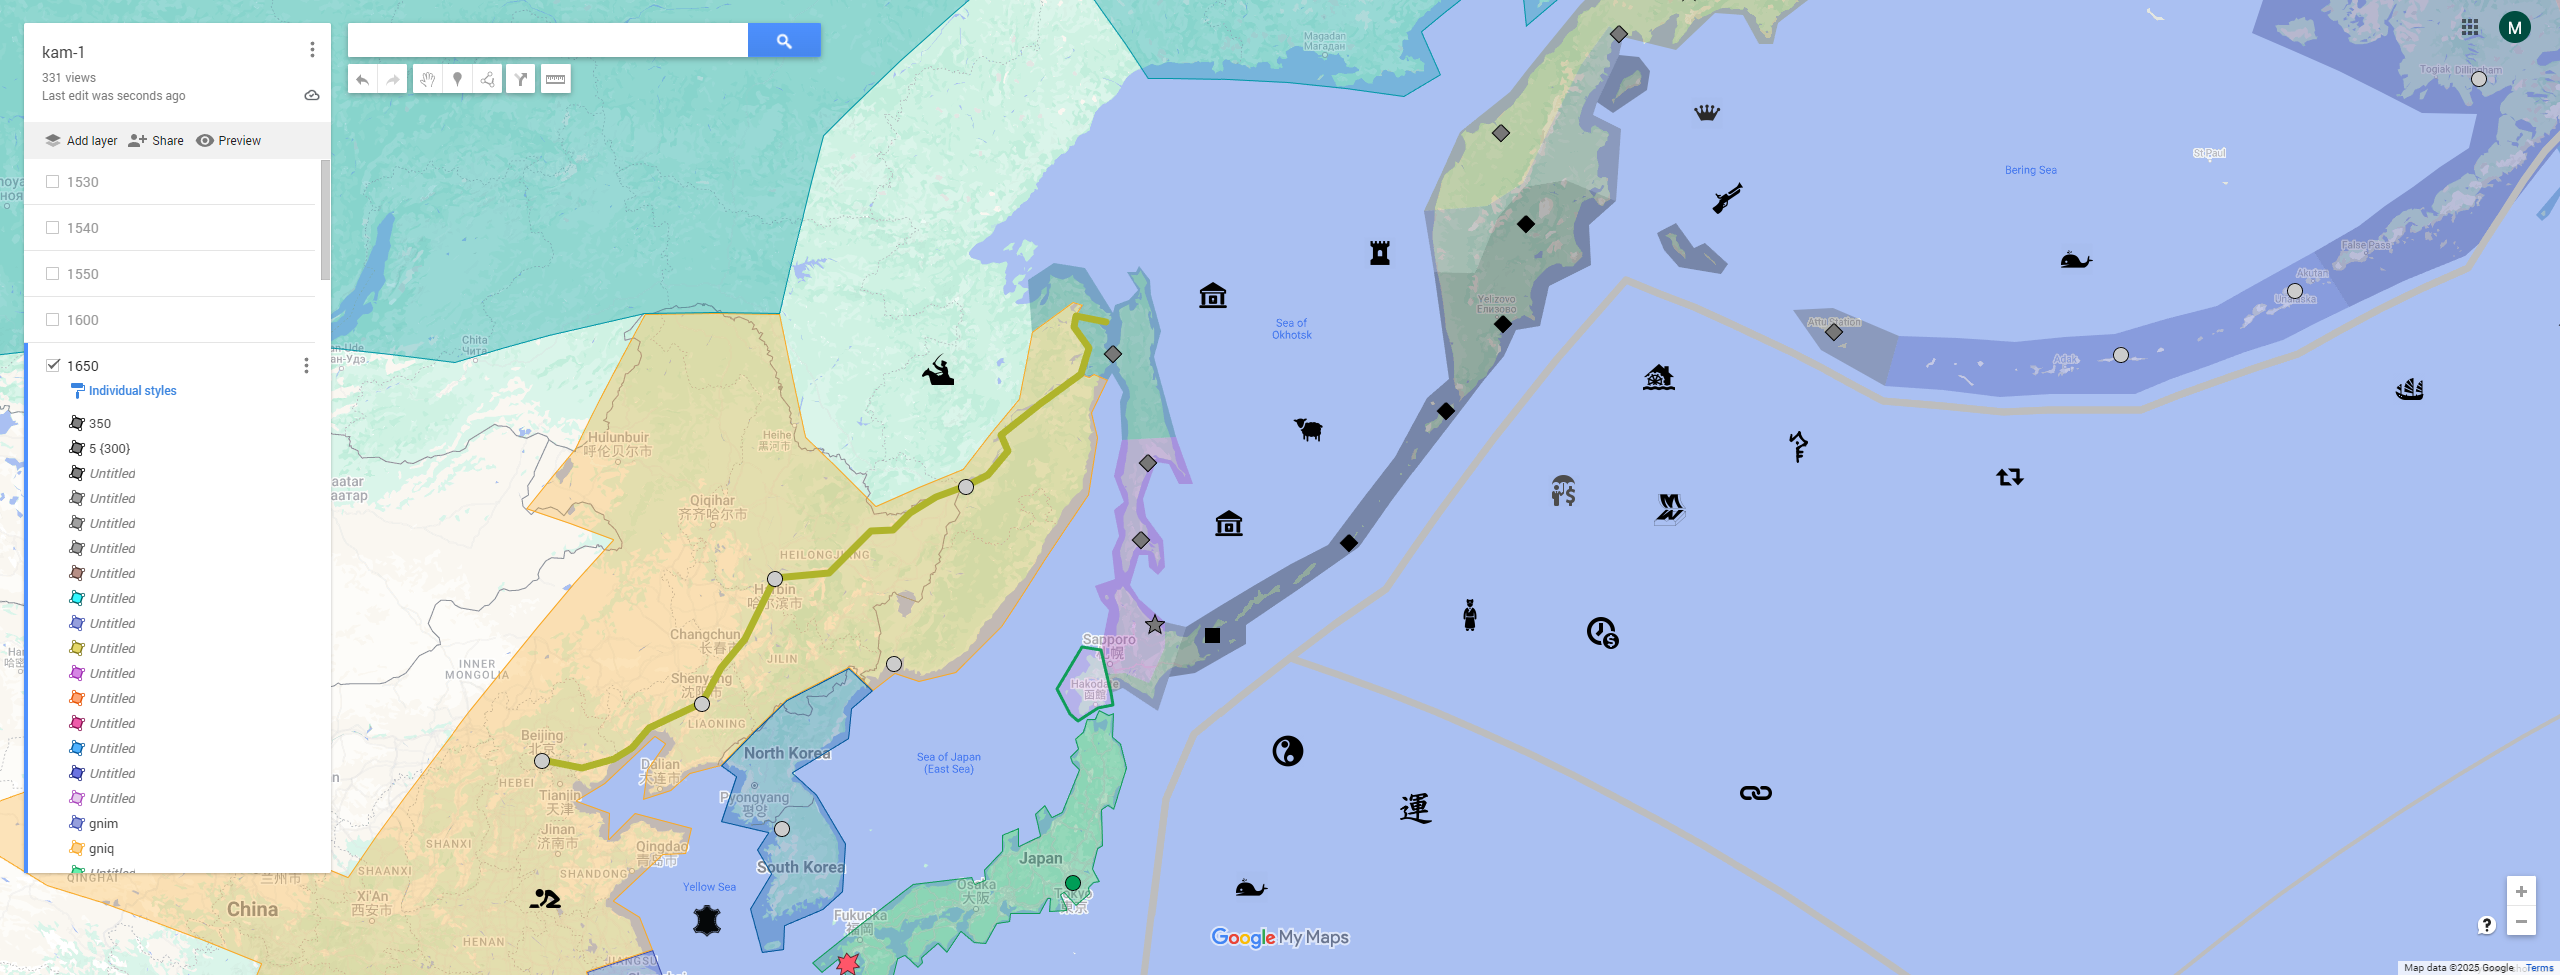 kam-1
331 views
Last edit was seconds ago
Add layer
Share
Preview
1530
1540
1550
1600
1650
Individual styles
350
5 {300}
Untitled
Untitled
Untitled
Untitled
Untitled
Untitled
Untitled
Untitled
Untitled
Untitled
Untitled
Untitled
Untitled
Untitled
gnim
gniq
Untitled
M
Magadan
Магадан
Togiak
Dillingham
St Paul
Bering Sea
False Pass
Akutan
Unalaska
Adak
Attu Station
Yelizovo
Елизово
Sea of
Okhotsk
Chita
Чита
Hulunbuir
呼伦贝尔市
Heihe
黑河市
Qiqihar
齐齐哈尔市
HEILONGJIANG
Harbin
哈尔滨市
Changchun
长春市
JILIN
INNER
MONGOLIA
Shenyang
沈阳市
LIAONING
Sapporo
札幌
Hakodate
函館
Beijing
北京
HEBEI
Tianjin
天津
Dalian
大连市
North Korea
Pyongyang
평양
Sea of Japan
(East Sea)
運
Jinan
济南市
SHANXI
Qingdao
青岛市
SHANDONG
South Korea
Japan
Tokyo
東京
Osaka
大阪
Yellow Sea
Fukuoka
福岡
QINGHAI
兰州市
SHAANXI
Xi'An
西安市
China
HENAN
JIANGSU
Google My Maps
Map data ©2025 Google
Terms